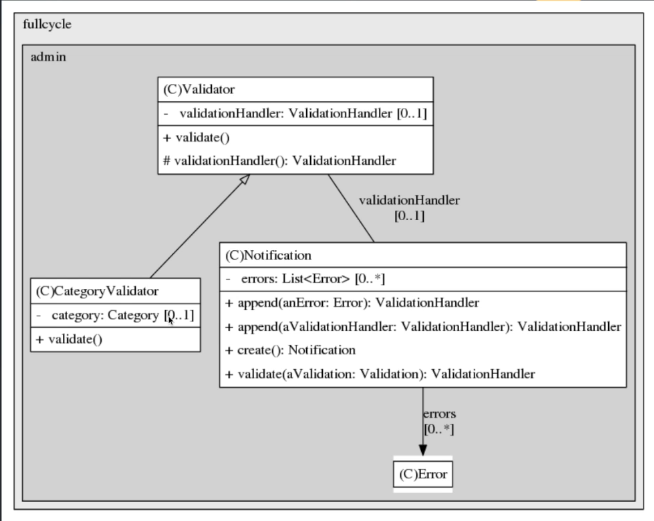 fullcycle
admin
(C)Validator
- validationHandler: ValidationHandler [0..1]
+ validate()
# validationHandler(): ValidationHandler
validationHandler
[0..1]
(C)Notification
- errors: List<Error> [0..*]
+ append(anError: Error): ValidationHandler
+ append(aValidationHandler: ValidationHandler): ValidationHandler
+ create(): Notification
+ validate(aValidation: Validation): ValidationHandler
(C)CategoryValidator
- category: Category [0..1]
+ validate()
errors
[0..*]
(C)Error